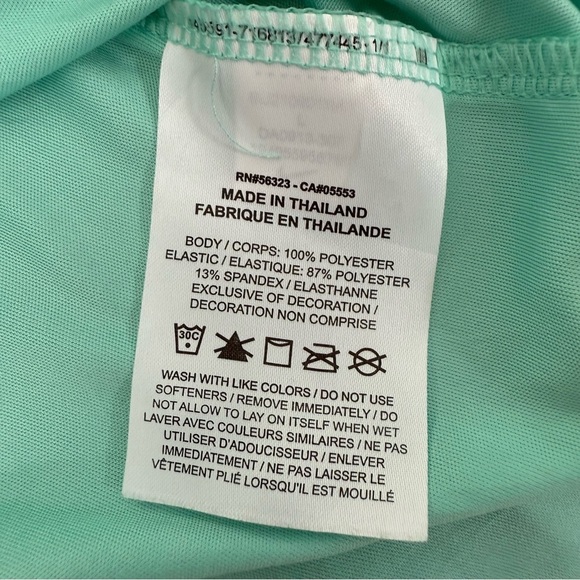 RN#56323 - CA#05553
MADE IN THAILAND
FABRIQUE EN THAILANDE
BODY / CORPS: 100% POLYESTER
ELASTIC / ELASTIQUE: 87% POLYESTER
13% SPANDEX / ELASTHANNE
EXCLUSIVE OF DECORATION /
DECORATION NON COMPRISE
30C
WASH WITH LIKE COLORS / DO NOT USE
SOFTENERS / REMOVE IMMEDIATELY / DO
NOT ALLOW TO LAY ON ITSELF WHEN WET
LAVER AVEC COULEURS SIMILAIRES / NE PAS
UTILISER D'ADOUCISSEUR / ENLEVER
IMMEDIATEMENT / NE PAS LAISSER LE
VÊTEMENT PLIÉ LORSQU'IL EST MOUILLÉ